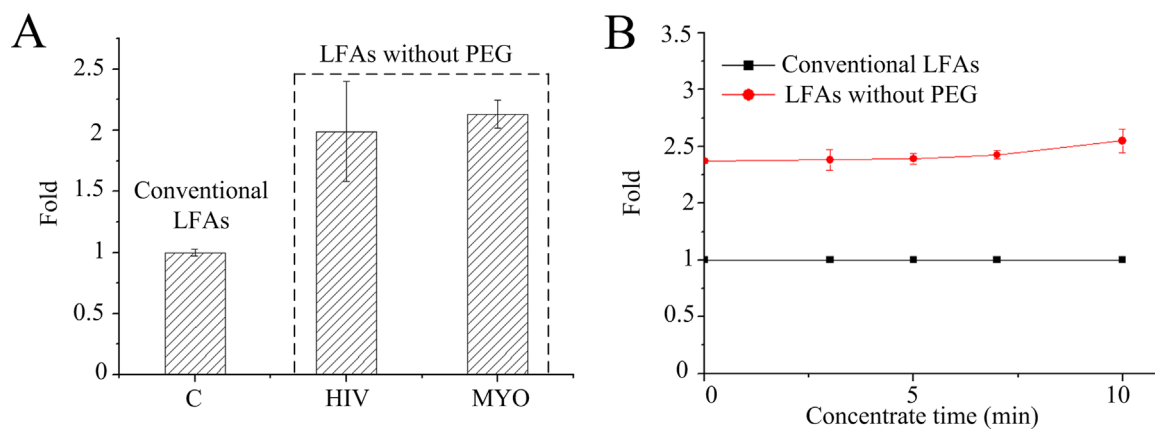 A
LFAs without PEG
Conventional
LFAs
Fold
2.5
2
1.5
1
0.5
0
C
HIV
MYO
B
Conventional LFAs
LFAs without PEG
Fold
3.5
3
2.5
2
1
0.5
0
0
5
10
Concentrate time (min)